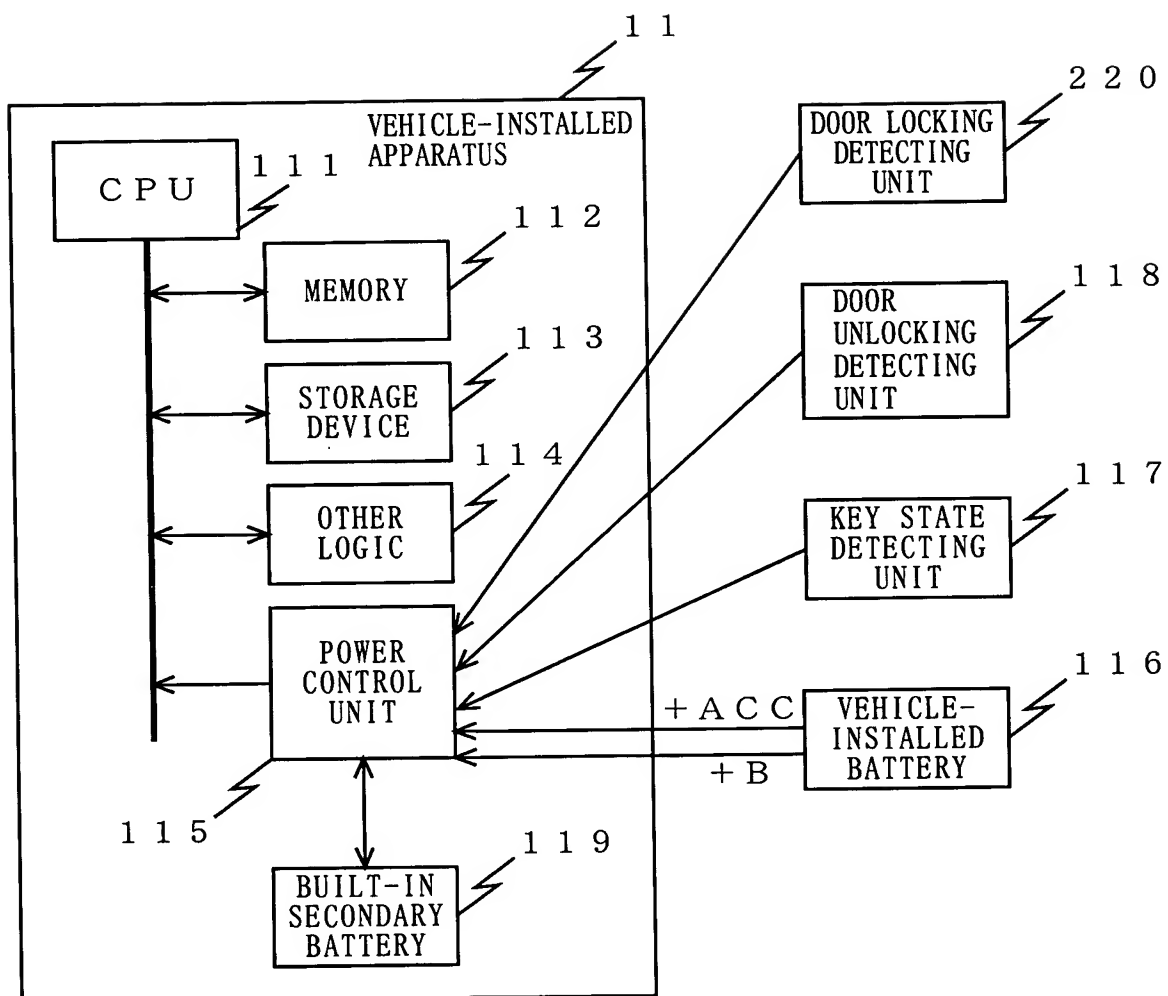 11
VEHICLE-INSTALLED
APPARATUS
CPU
111
MEMORY
112
STORAGE
DEVICE
113
OTHER
LOGIC
114
POWER
CONTROL
UNIT
115
BUILT-IN
SECONDARY
BATTERY
119
DOOR LOCKING
DETECTING
UNIT
220
DOOR
UNLOCKING
DETECTING
UNIT
118
KEY STATE
DETECTING
UNIT
117
+ACC
+B
VEHICLE-
INSTALLED
BATTERY
116